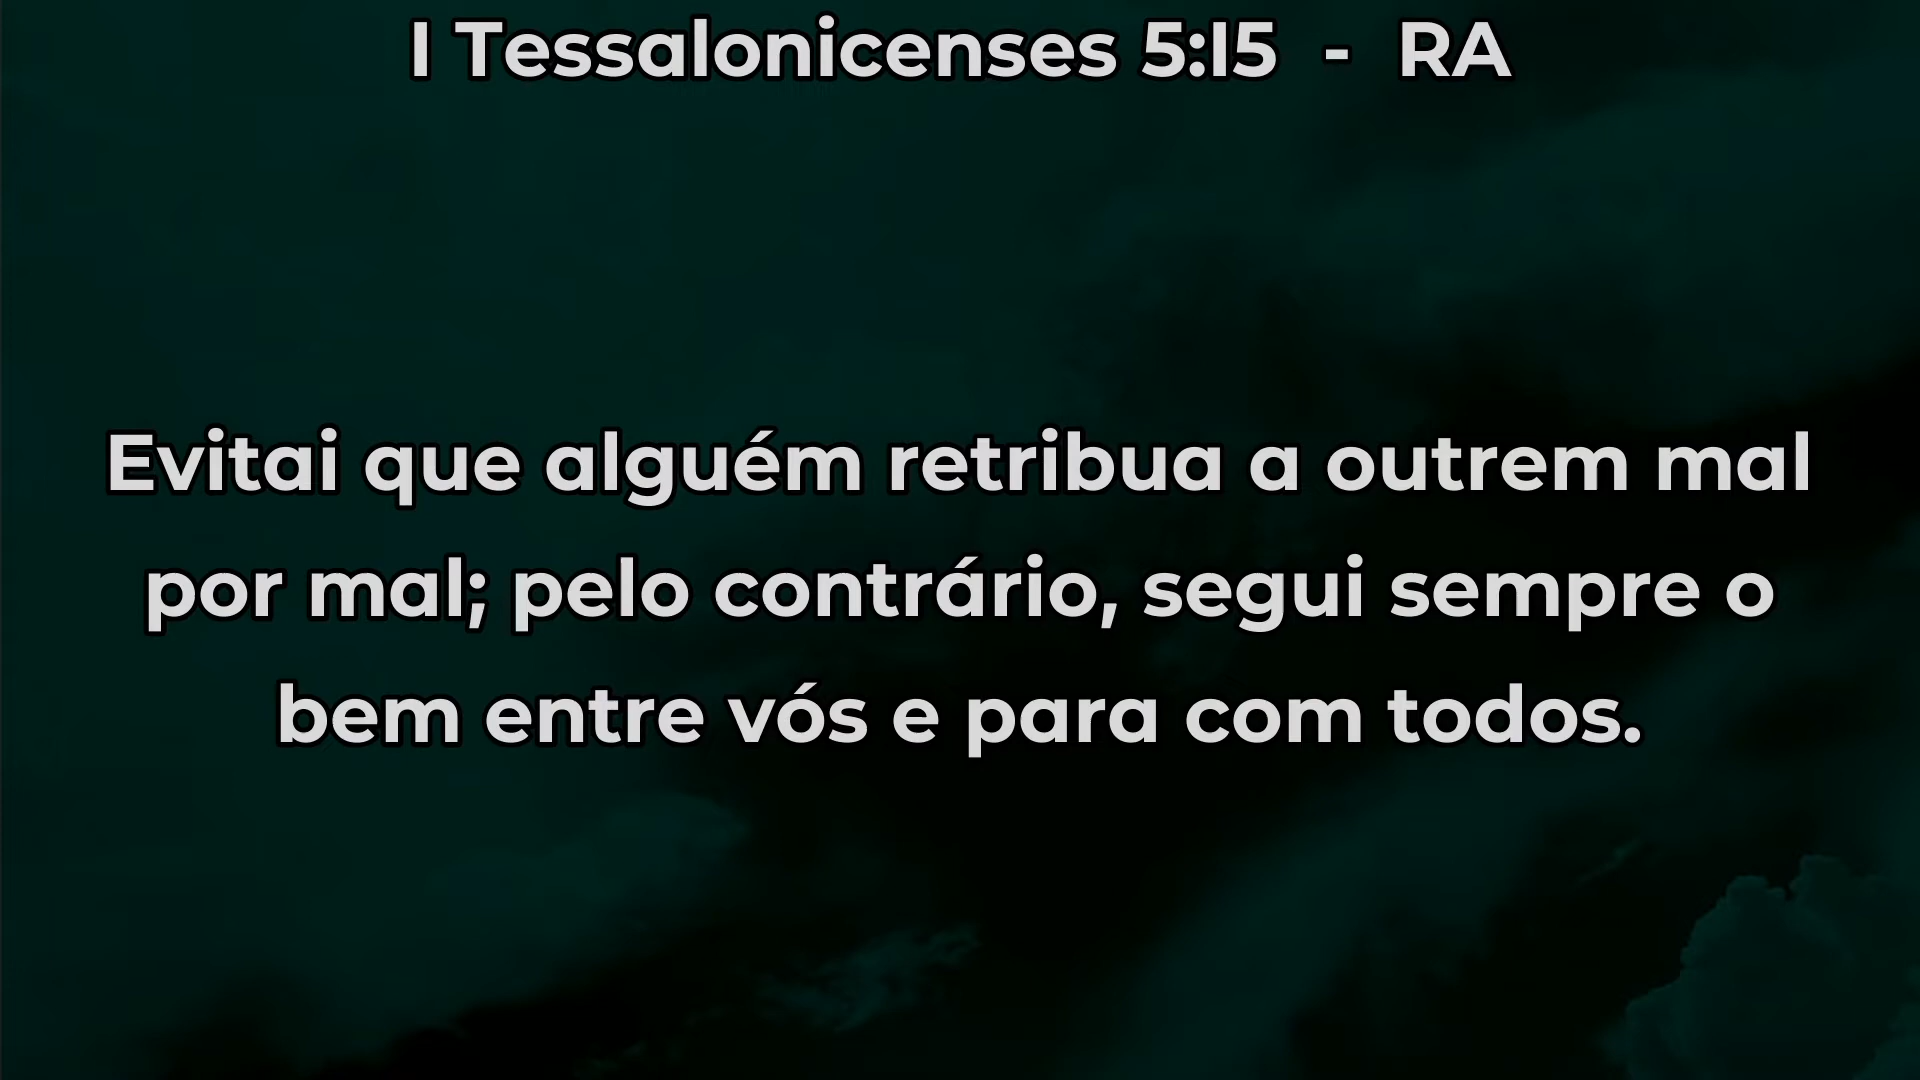 I Tessalonicenses 5:15 - RA
Evitai que alguém retribua a outrem mal
por mal; pelo contrário, segui sempre o
bem entre vós e para com todos.